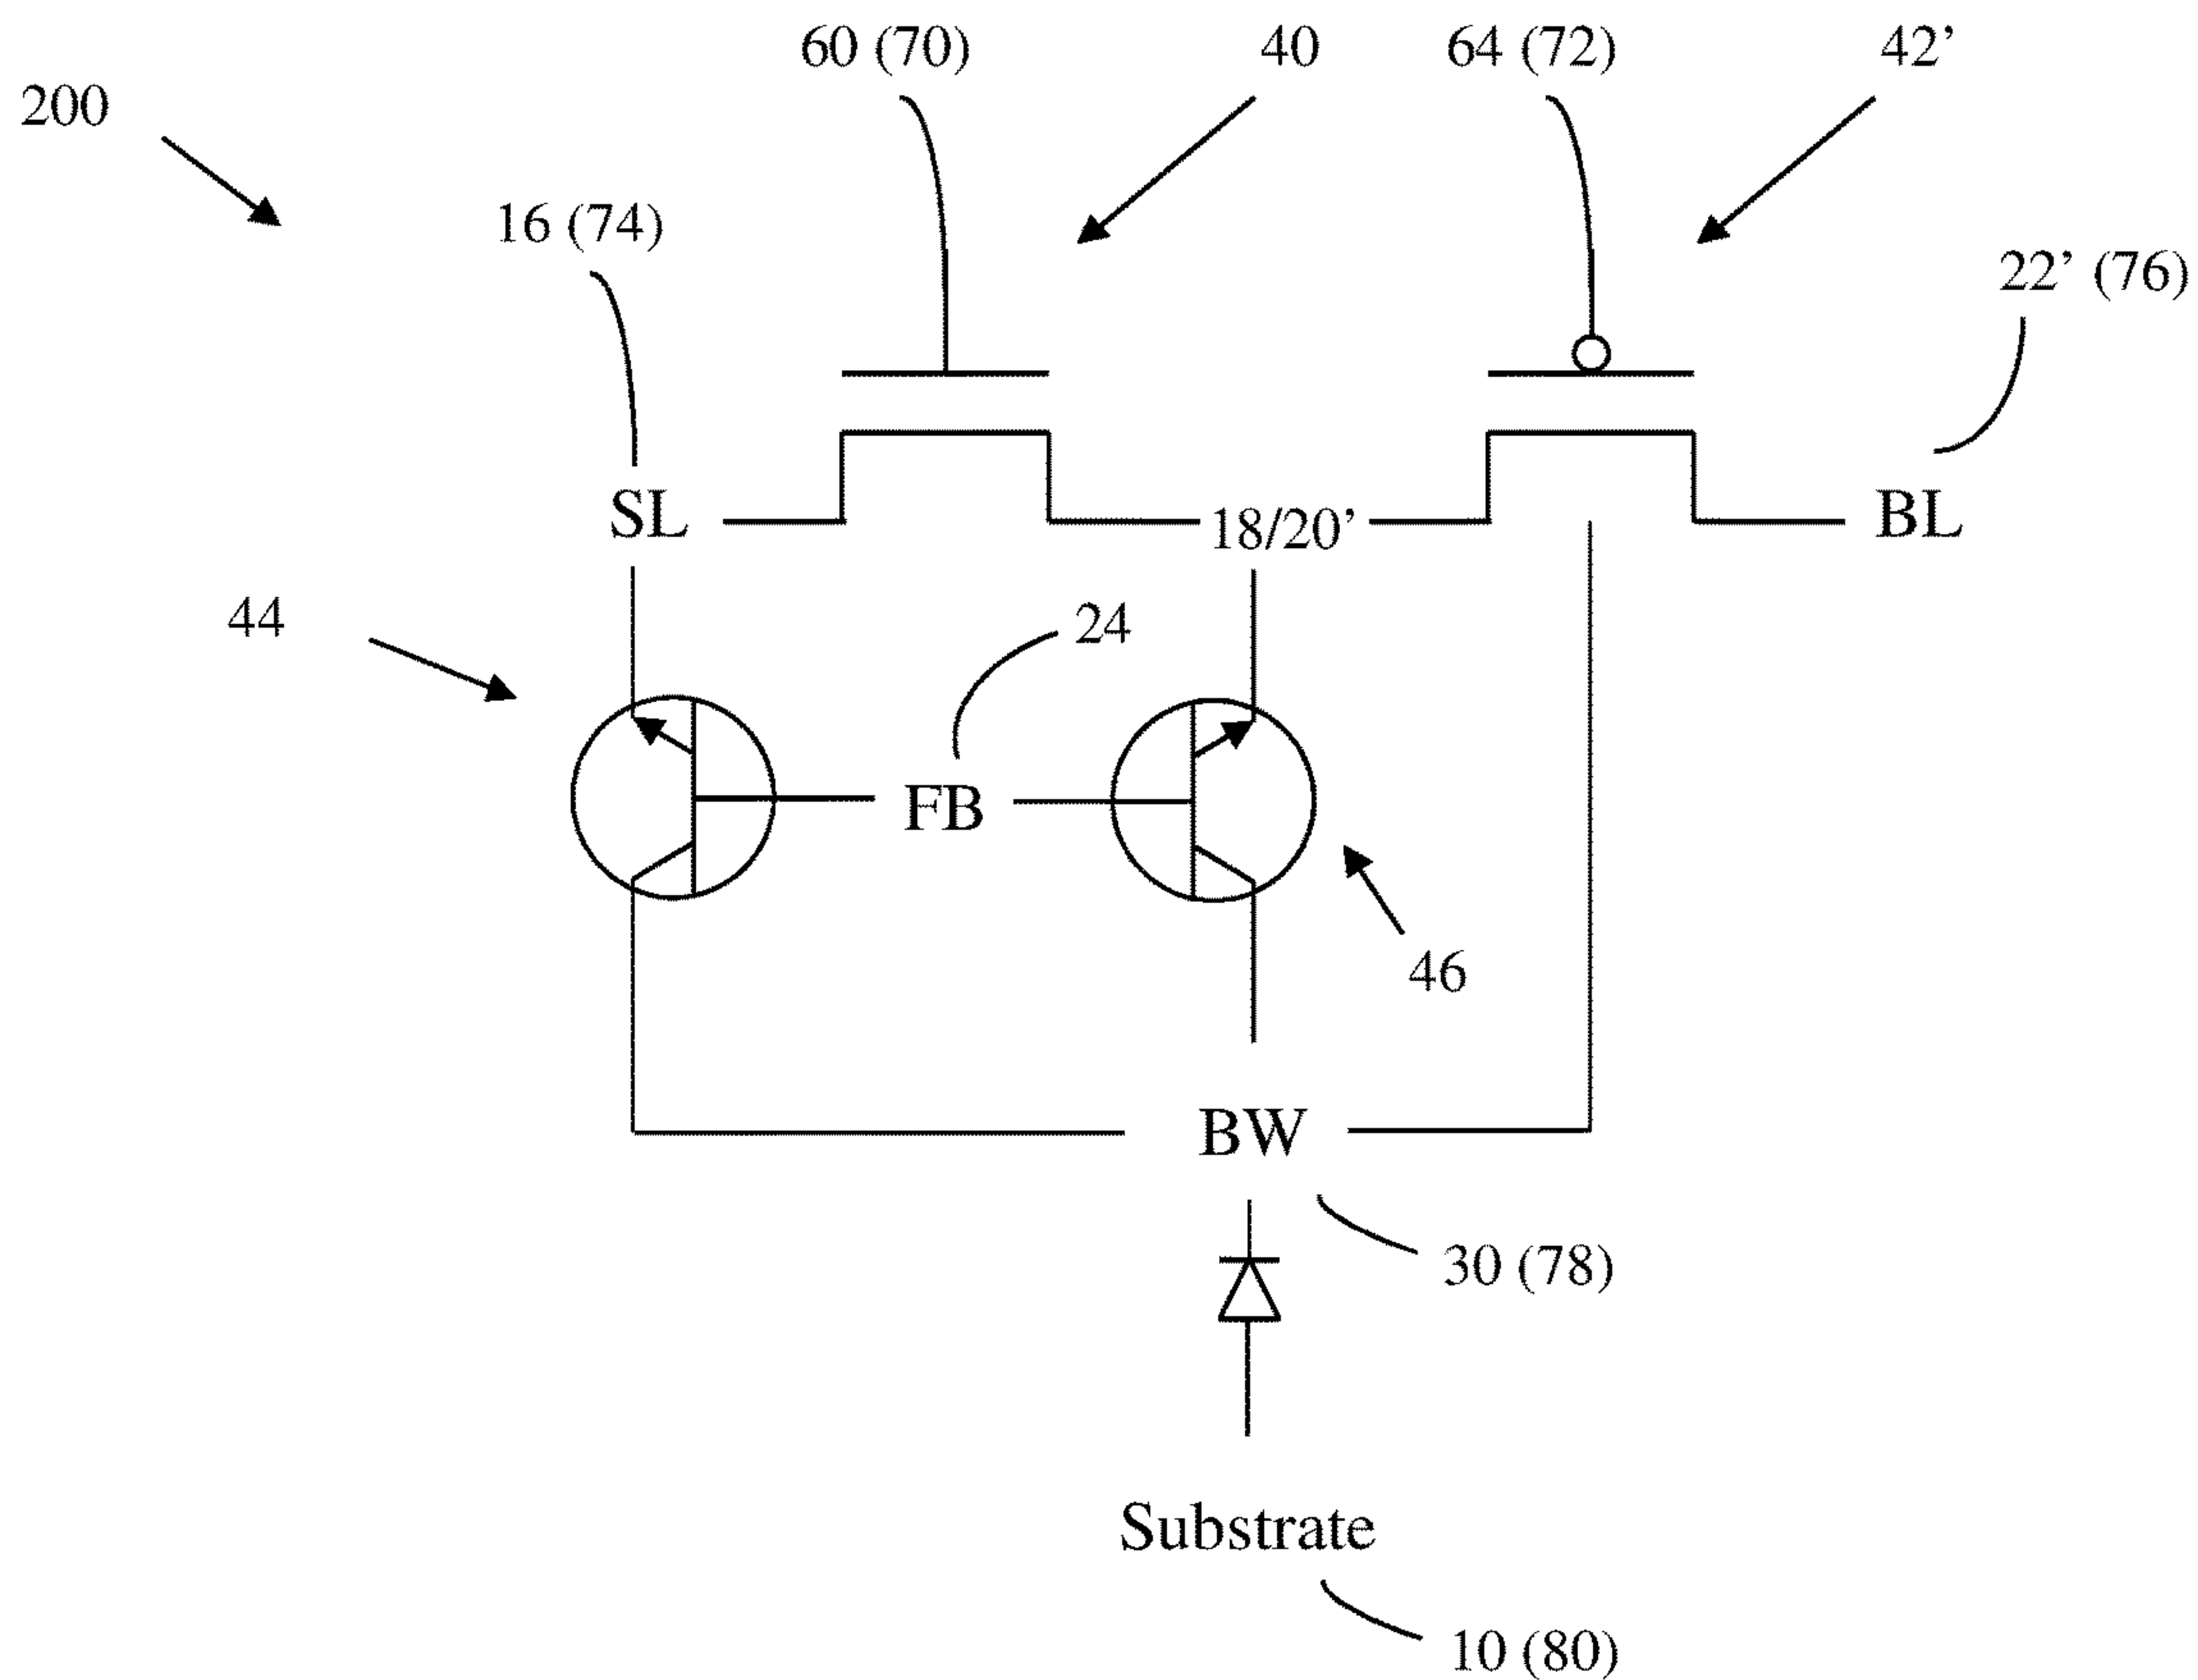 60 (70)
40
64 (72)
42’
200
16 (74)
22’ (76)
SL
18/20’
BL
44
24
FB
46
BW
30 (78)
Substrate
10 (80)